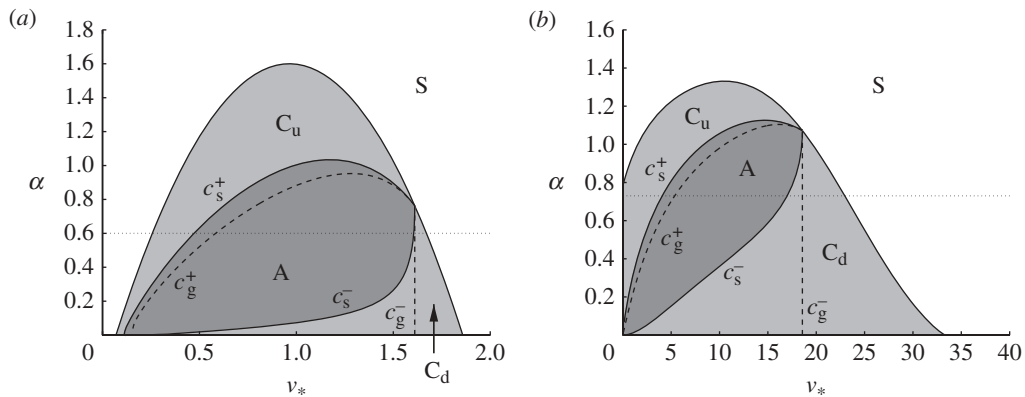 (a)
1.8
1.6
1.4
1.2
1.0
0.8
0.6
0.4
0.2
0
0.5
1.0
1.5
2.0
α
v*
S
C_u
A
C_d
c_s^+
c_g^+
c_s^−
c_g^−
(b)
1.6
1.4
1.2
1.0
0.8
0.6
0.4
0.2
0
5
10
15
20
25
30
35
40
α
v*
S
C_u
A
C_d
c_s^+
c_g^+
c_s^−
c_g^−